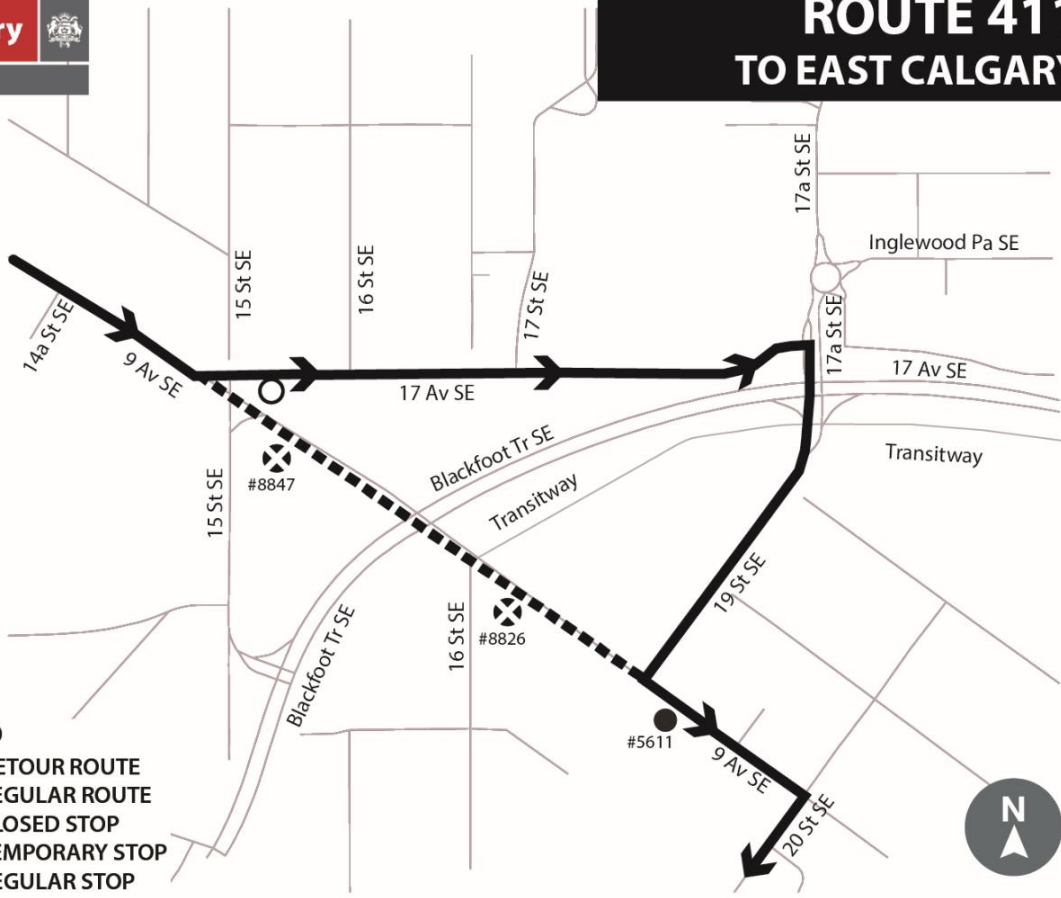 ry
ROUTE 411
TO EAST CALGARY
17a St SE
Inglewood Pa SE
15 St SE
16 St SE
17 St SE
14a St SE
17a St SE
9 Av SE
17 Av SE
17 Av SE
Blackfoot Tr SE
Transitway
Transitway
#8847
15 St SE
19 St SE
16 St SE
#8826
Blackfoot Tr SE
#5611
9 Av SE
20 St SE
ETOUR ROUTE
EGULAR ROUTE
LOSED STOP
EMPORARY STOP
EGULAR STOP
N